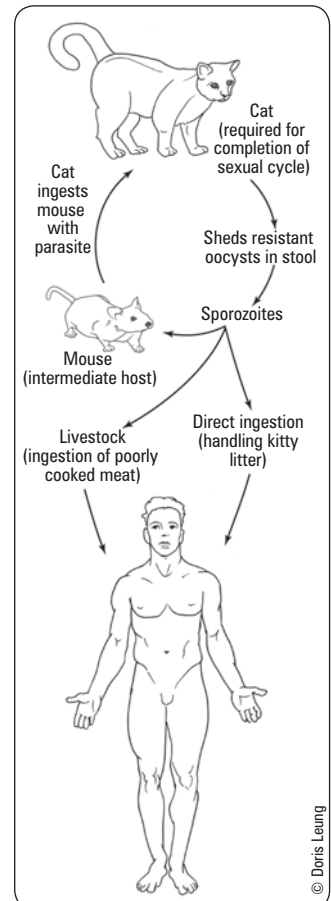 Cat
(required for
completion of
sexual cycle)
Cat
ingests
mouse
with
parasite
Sheds resistant
oocysts in stool
Sporozoites
Mouse
(intermediate host)
Livestock
(ingestion of poorly
cooked meat)
Direct ingestion
(handling kitty
litter)
© Doris Leung